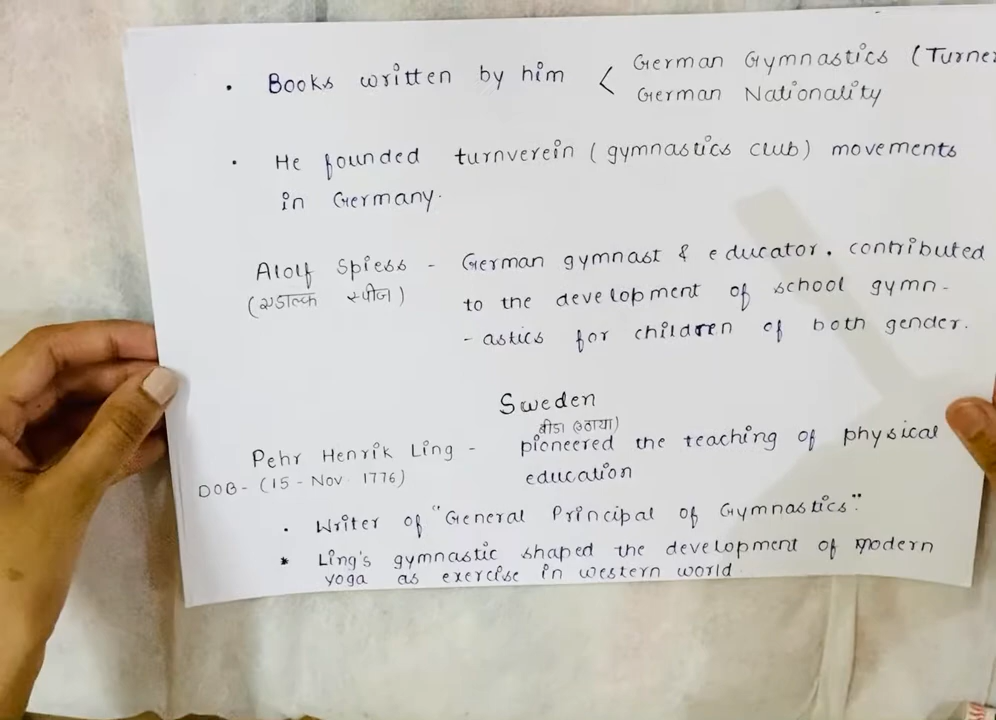 • Books written by him < German Gymnastics (Turne
German Nationality
• He founded turnverein (gymnastics club) movements
in Germany.
Alolf Spiess - German gymnast & educator. contributed
(अडाल्फ स्पीज) to the development of school gymn-
- astics for children of both gender.
Sweden
बीडा उठाया)
Pehr Henrik Ling - pioneered the teaching of physical
DOB- (15 - Nov 1776) education
• Writer of "General Principal of Gymnastics".
* Ling's gymnastic shaped the development of modern
yoga as exercise in western world.